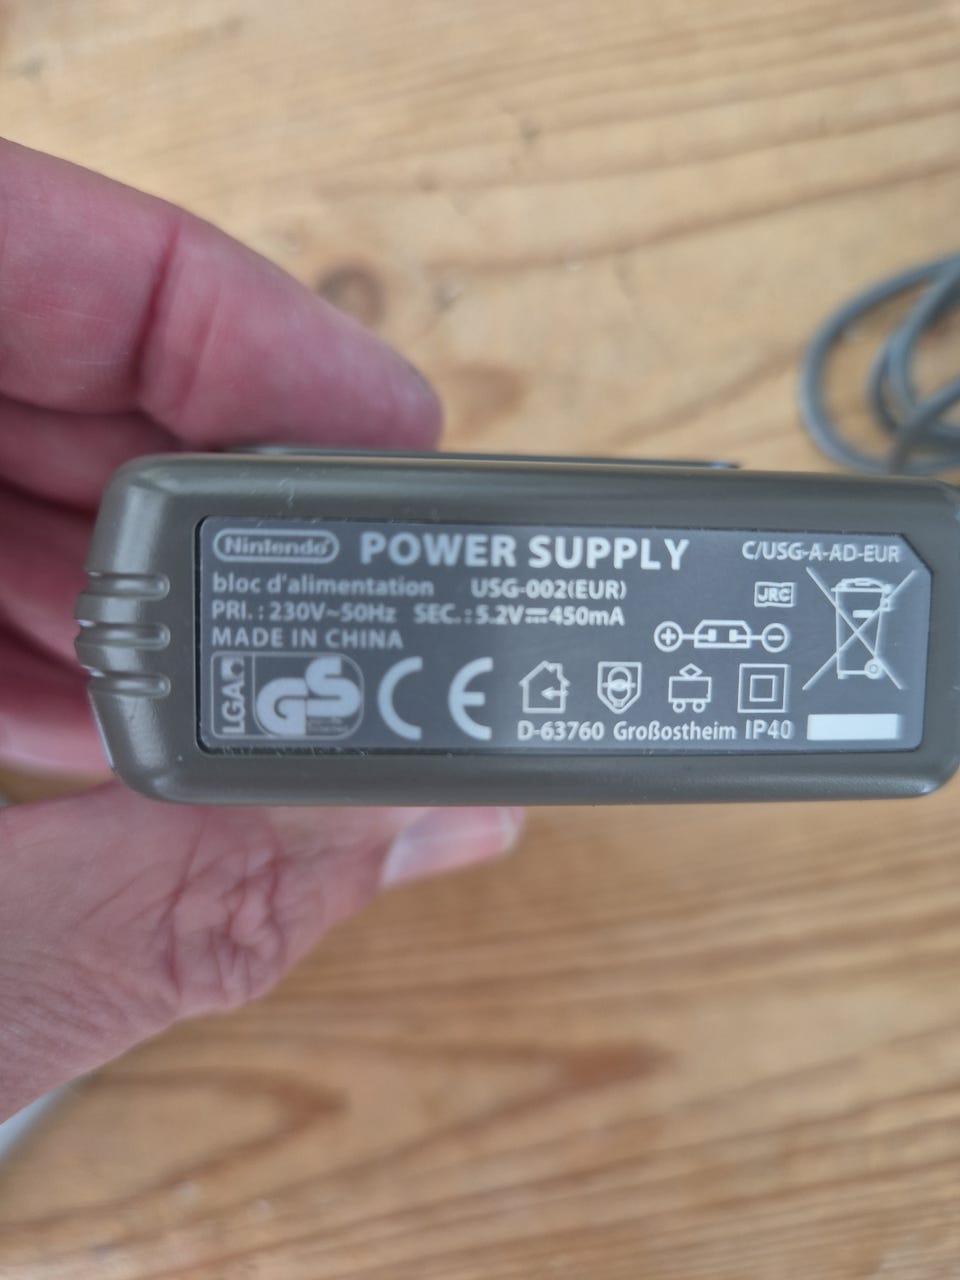 Nintendo POWER SUPPLY C/USG-A-AD-EUR
bloc d'alimentation USG-002(EUR)
JRC
PRI. : 230V~50Hz SEC. : 5.2V⎓450mA
MADE IN CHINA
LGA GS CE
D-63760 Großostheim IP40